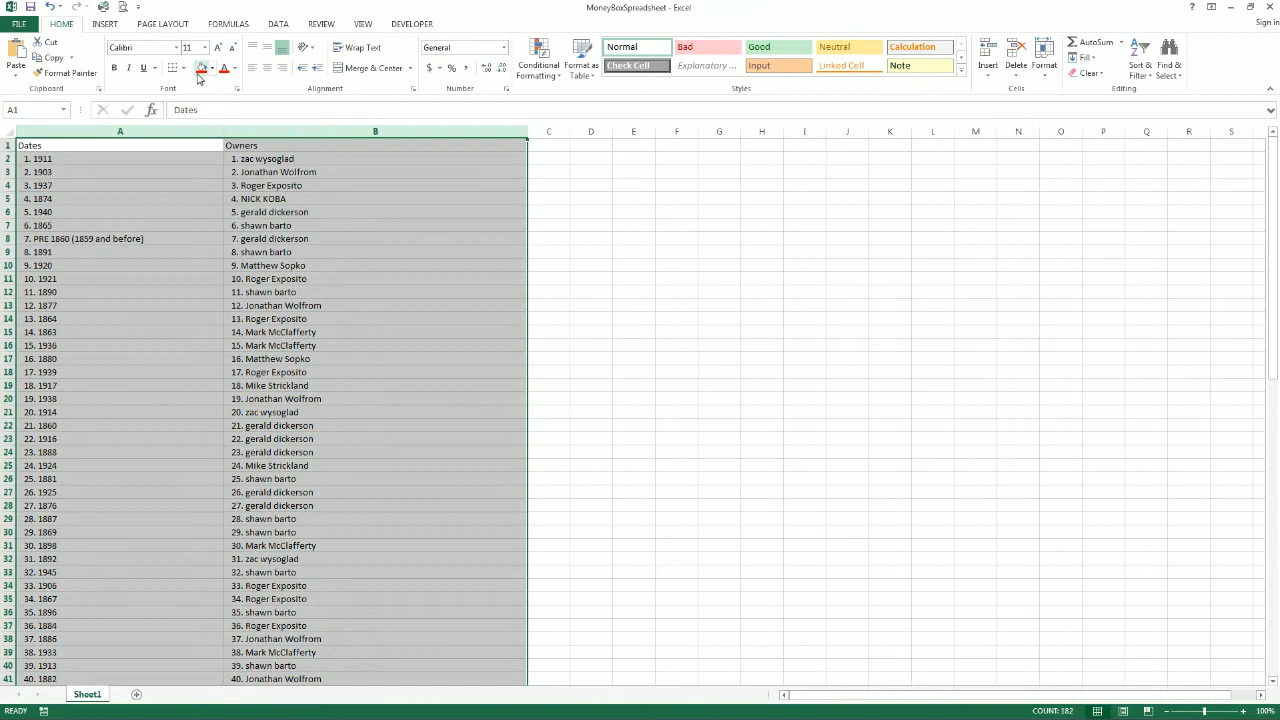 MoneyBoxSpreadsheet - Excel
Sign in
FILE HOME INSERT PAGE LAYOUT FORMULAS DATA REVIEW VIEW DEVELOPER
Paste
Cut
Copy
Format Painter
Clipboard
Calibri 11
B I U
Font
Wrap Text
Merge & Center
Alignment
General
$ % ,
Number
Conditional Formatting
Format as Table
Normal Bad Good Neutral Calculation
Check Cell Explanatory ... Input Linked Cell Note
Styles
Insert Delete Format
Cells
AutoSum
Fill
Clear
Sort & Filter
Find & Select
Editing
A1 fx Dates
A B C D E F G H I J K L M N O P Q R S
1 Dates Owners
2 1. 1911 1. zac wysoglad
3 2. 1903 2. Jonathan Wolfrom
4 3. 1937 3. Roger Exposito
5 4. 1874 4. NICK KOBA
6 5. 1940 5. gerald dickerson
7 6. 1865 6. shawn barto
8 7. PRE 1860 (1859 and before) 7. gerald dickerson
9 8. 1891 8. shawn barto
10 9. 1920 9. Matthew Sopko
11 10. 1921 10. Roger Exposito
12 11. 1890 11. shawn barto
13 12. 1877 12. Jonathan Wolfrom
14 13. 1864 13. Roger Exposito
15 14. 1863 14. Mark McClafferty
16 15. 1936 15. Mark McClafferty
17 16. 1880 16. Matthew Sopko
18 17. 1939 17. Roger Exposito
19 18. 1917 18. Mike Strickland
20 19. 1938 19. Jonathan Wolfrom
21 20. 1914 20. zac wysoglad
22 21. 1860 21. gerald dickerson
23 22. 1916 22. gerald dickerson
24 23. 1888 23. gerald dickerson
25 24. 1924 24. Mike Strickland
26 25. 1881 25. shawn barto
27 26. 1925 26. gerald dickerson
28 27. 1876 27. gerald dickerson
29 28. 1887 28. shawn barto
30 29. 1869 29. shawn barto
31 30. 1898 30. Mark McClafferty
32 31. 1892 31. zac wysoglad
33 32. 1945 32. shawn barto
34 33. 1906 33. Roger Exposito
35 34. 1867 34. Roger Exposito
36 35. 1896 35. shawn barto
37 36. 1884 36. Roger Exposito
38 37. 1886 37. Jonathan Wolfrom
39 38. 1933 38. Mark McClafferty
40 39. 1913 39. shawn barto
41 40. 1882 40. Jonathan Wolfrom
Sheet1
READY COUNT: 182 100%